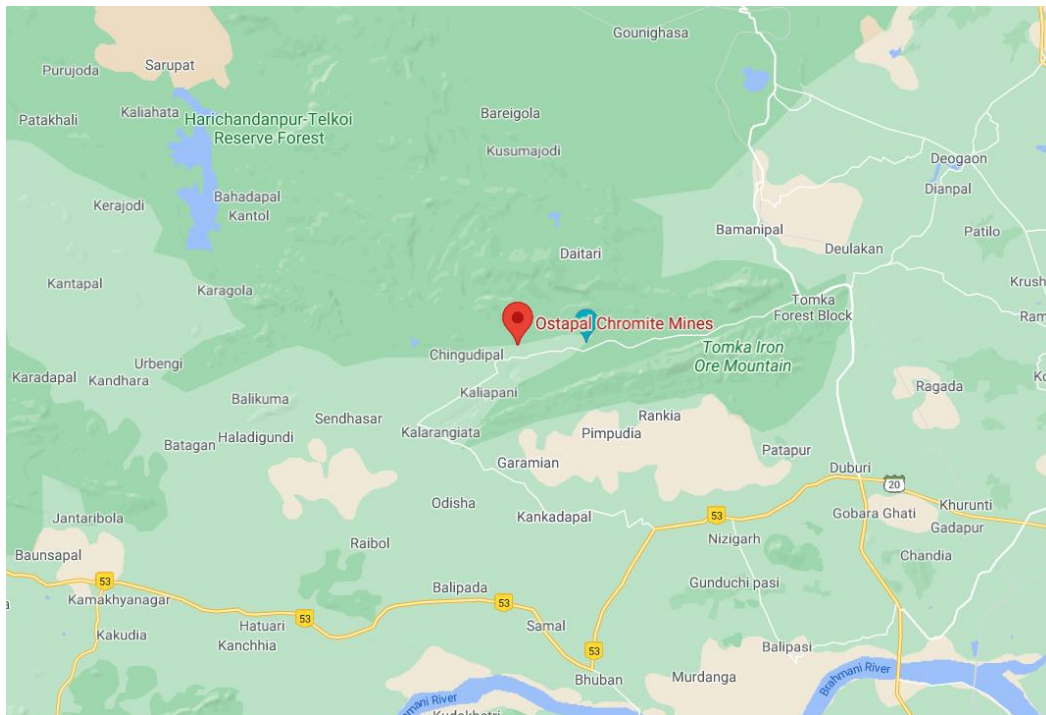 Gounighasa
Sarupat
Purujoda
Kaliahata
Patakhali
Harichandanpur-Telkoi
Reserve Forest
Bareigola
Kusumajodi
Deogaon
Dianpal
Bahadapal
Kantol
Kerajodi
Bamanipal
Patilo
Deulakan
Daitari
Kantapal
Karagola
Krush
Tomka
Forest Block
Ram
Ostapal Chromite Mines
Tomka Iron
Ore Mountain
Chingudipal
Urbengi
Karadapal
Kandhara
Kaliapani
Ragada
Balikuma
Sendhasar
Rankia
Kalarangiata
Pimpudia
Batagan
Haladigundi
Patapur
Garamian
Duburi
20
Odisha
Khurunti
Jantaribola
Kankadapal
53
Gobara Ghati
Gadapur
Nizigarh
Raibol
Baunsapal
Chandia
53
Gunduchi pasi
Balipada
Kamakhyanagar
53
53
Hatuari
Samal
Kakudia
Kanchhia
Balipasi
53
Bhuban
Murdanga
Brahmani River
mani River